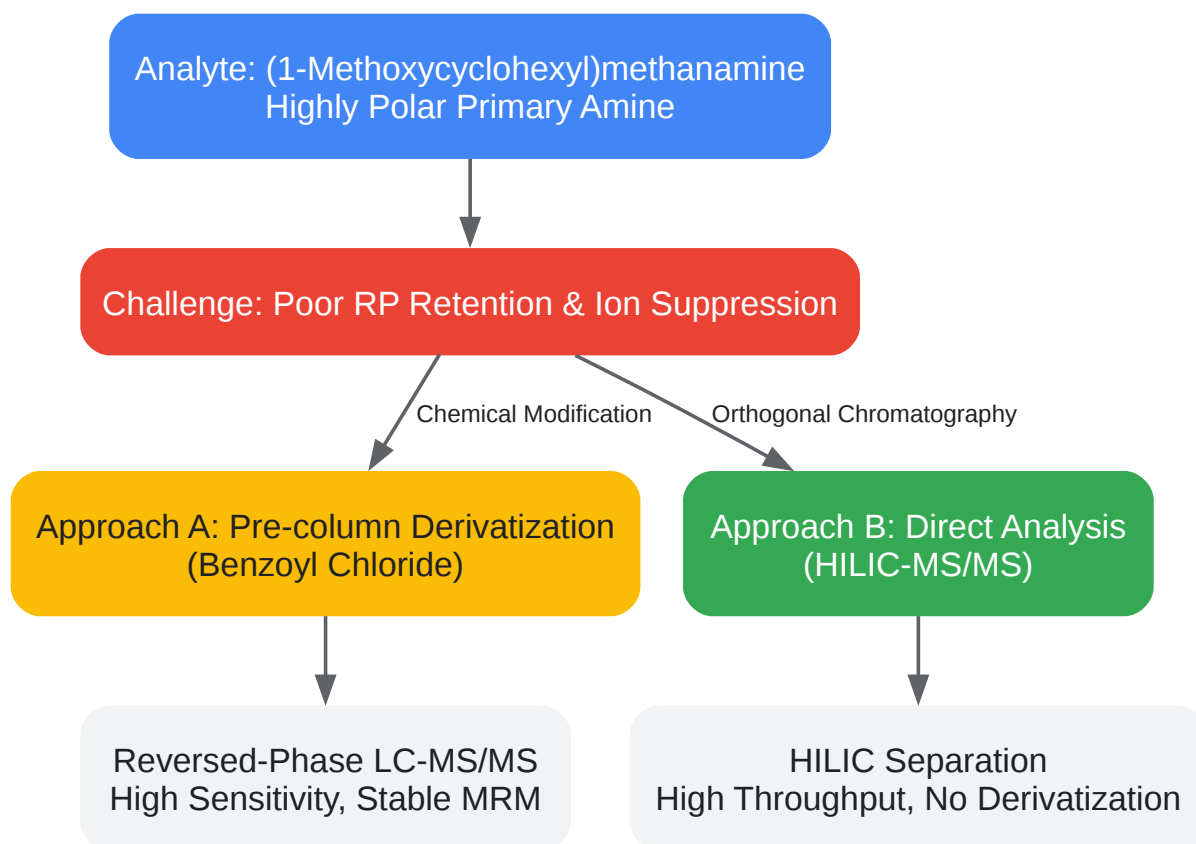 Analyte: (1-Methoxycyclohexyl)methanamine
Highly Polar Primary Amine
Challenge: Poor RP Retention & Ion Suppression
Chemical Modification
Orthogonal Chromatography
Approach A: Pre-column Derivatization
(Benzoyl Chloride)
Approach B: Direct Analysis
(HILIC-MS/MS)
Reversed-Phase LC-MS/MS
High Sensitivity, Stable MRM
HILIC Separation
High Throughput, No Derivatization